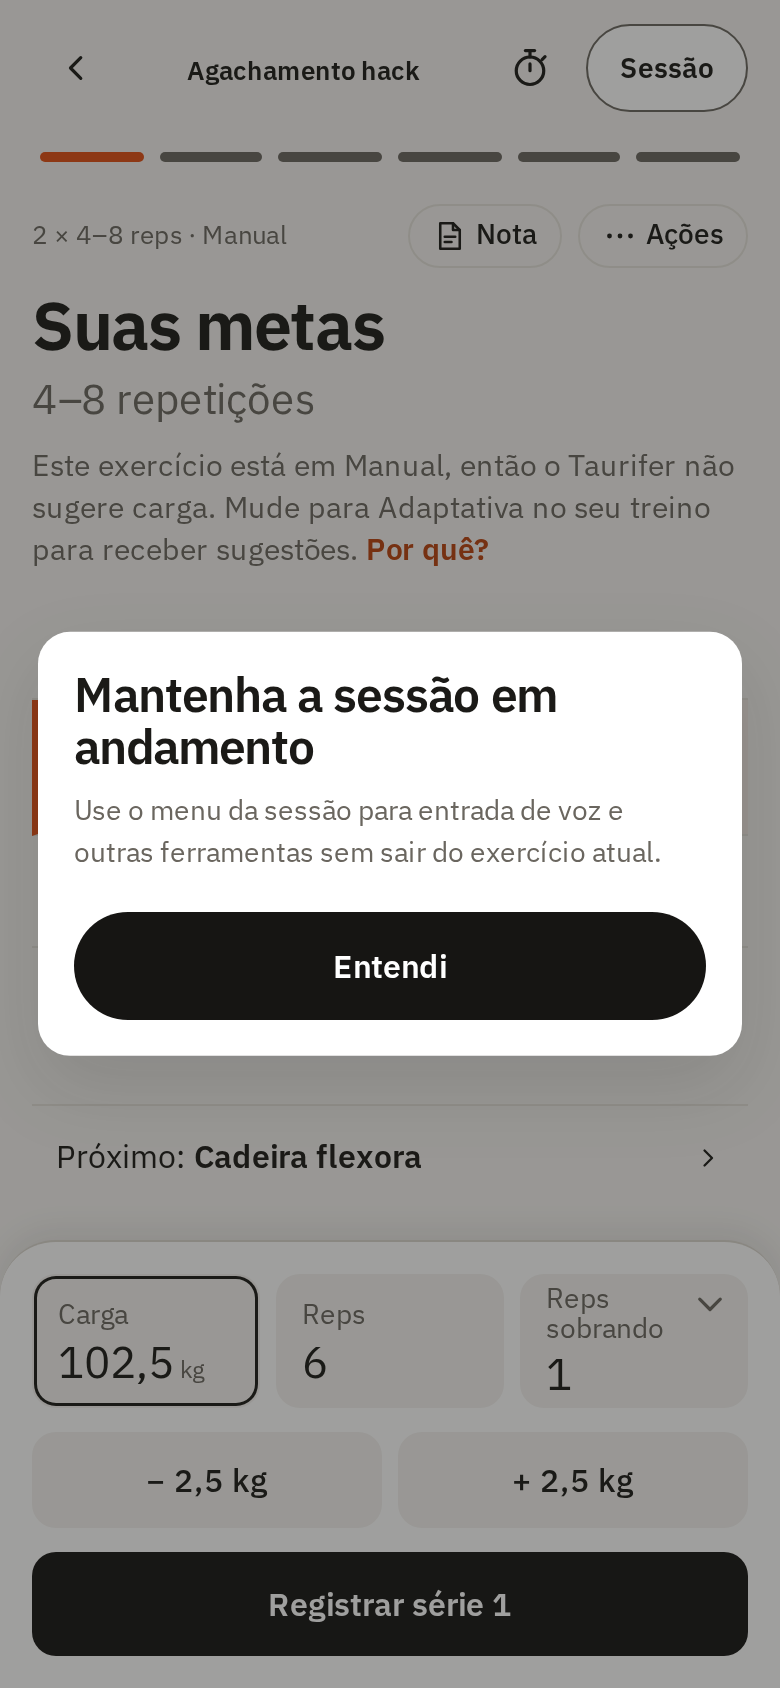 Agachamento hack
Sessão
2 × 4–8 reps · Manual
Nota
Ações
Suas metas
4–8 repetições
Este exercício está em Manual, então o Taurifer não
sugere carga. Mude para Adaptativa no seu treino
para receber sugestões. Por quê?
Mantenha a sessão em
andamento
Use o menu da sessão para entrada de voz e
outras ferramentas sem sair do exercício atual.
Entendi
Próximo: Cadeira flexora
Carga
102,5 kg
Reps
6
Reps
sobrando
1
– 2,5 kg
+ 2,5 kg
Registrar série 1